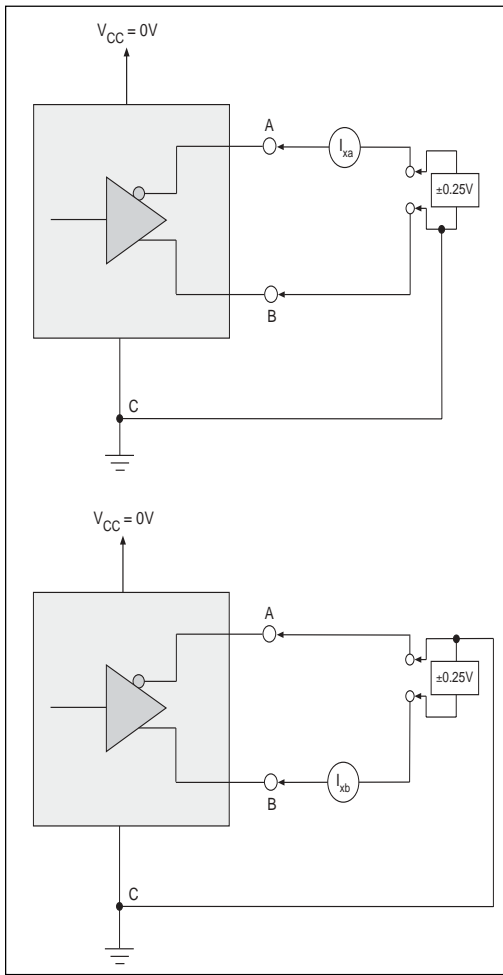 V_CC = 0V
A
I_xa
±0.25V
B
C
V_CC = 0V
A
±0.25V
B
I_xb
C